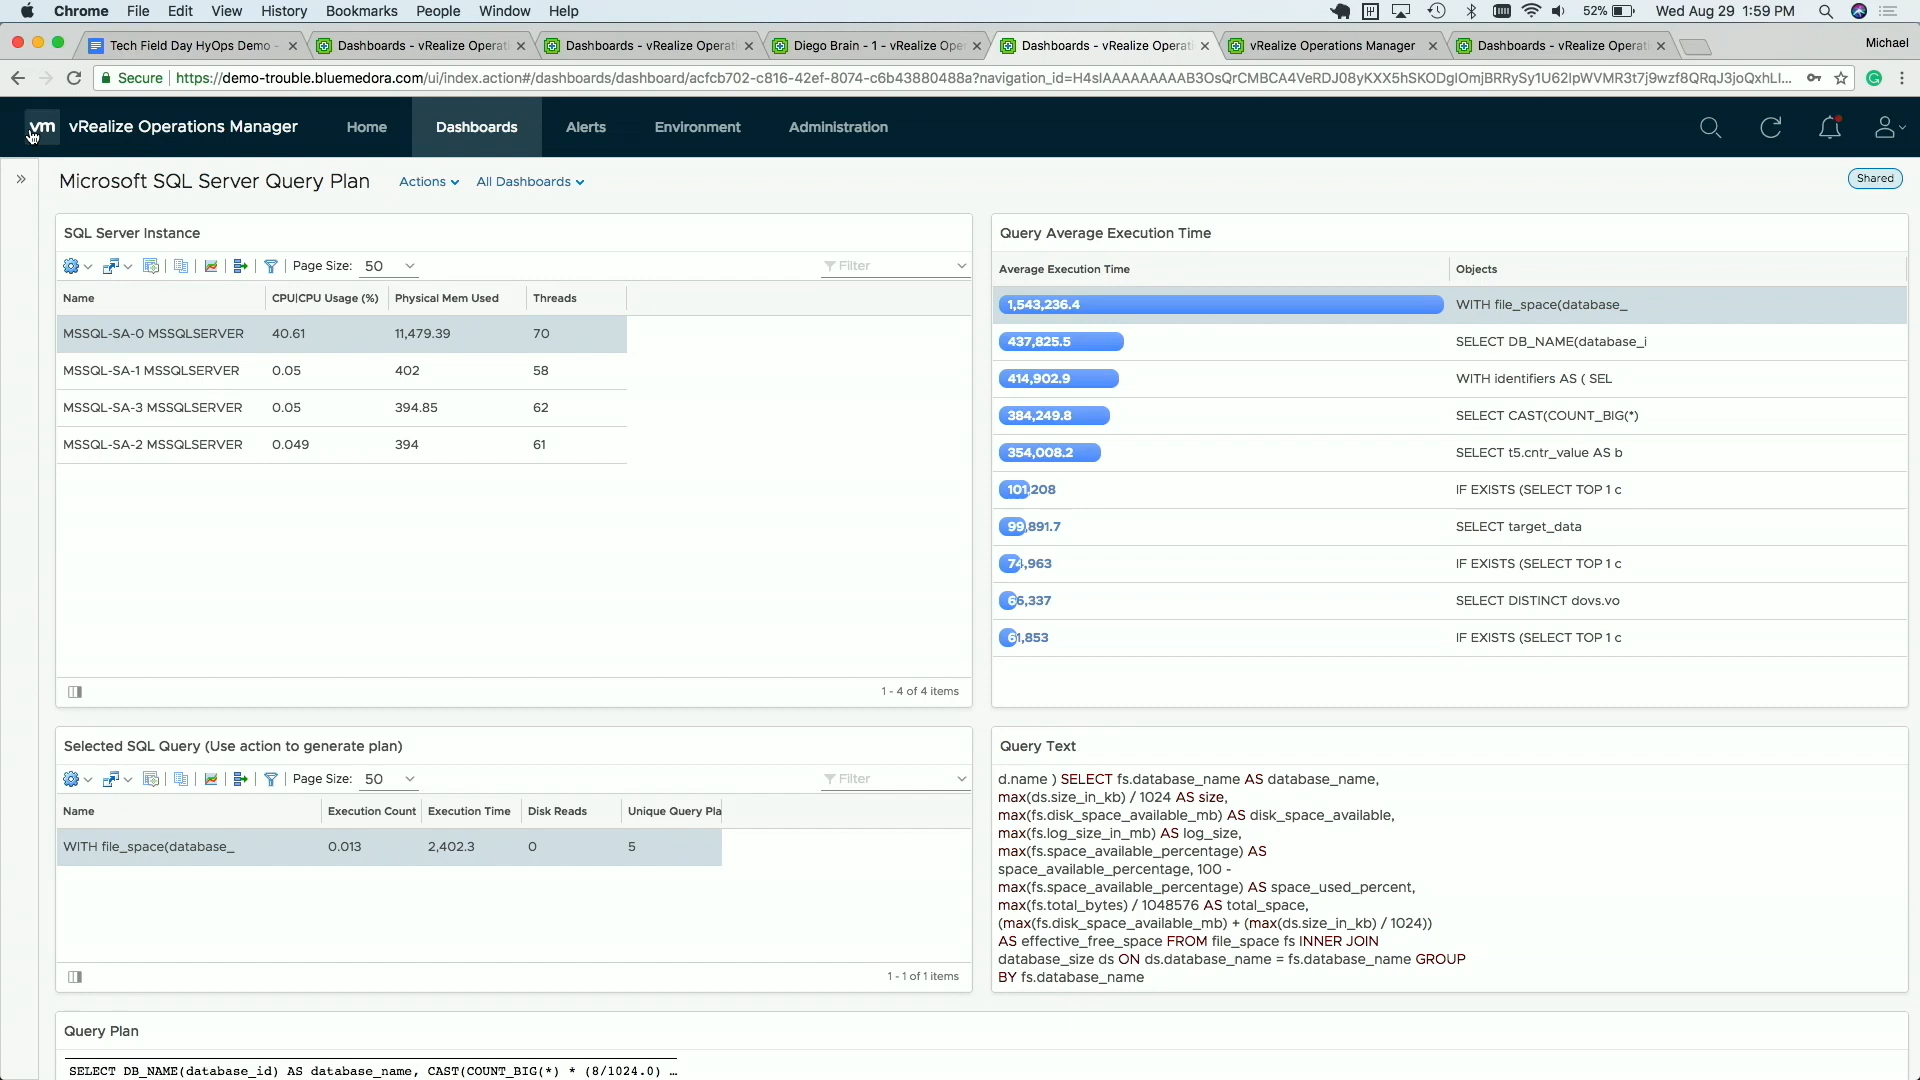 Chrome File Edit View History Bookmarks People Window Help 52% Wed Aug 29 1:59 PM
Tech Field Day HyOps Demo - Dashboards - vRealize Operati Dashboards - vRealize Operati Diego Brain - 1 - vRealize Ope Dashboards - vRealize Operati vRealize Operations Manager Dashboards - vRealize Operati Michael
Secure https://demo-trouble.bluemedora.com/ui/index.action#/dashboards/dashboard/acfcb702-c816-42ef-8074-c6b43880488a?navigation_id=H4sIAAAAAAAAAB3OsQrCMBCA4VeRDJ08yKXX5hSKODgIOmjBRRySy1U62IpWVMR3t7j9wzf8QRqJ3joQxhLI...
vm vRealize Operations Manager Home Dashboards Alerts Environment Administration
Microsoft SQL Server Query Plan Actions All Dashboards Shared
SQL Server Instance
Page Size: 50 Filter
Name CPU|CPU Usage (%) Physical Mem Used Threads
MSSQL-SA-0 MSSQLSERVER 40.61 11,479.39 70
MSSQL-SA-1 MSSQLSERVER 0.05 402 58
MSSQL-SA-3 MSSQLSERVER 0.05 394.85 62
MSSQL-SA-2 MSSQLSERVER 0.049 394 61
1 - 4 of 4 items
Query Average Execution Time
Average Execution Time Objects
1,543,236.4 WITH file_space(database_
437,825.5 SELECT DB_NAME(database_i
414,902.9 WITH identifiers AS ( SEL
384,249.8 SELECT CAST(COUNT_BIG(*)
354,008.2 SELECT t5.cntr_value AS b
101,208 IF EXISTS (SELECT TOP 1 c
99,891.7 SELECT target_data
74,963 IF EXISTS (SELECT TOP 1 c
66,337 SELECT DISTINCT dovs.vo
61,853 IF EXISTS (SELECT TOP 1 c
Selected SQL Query (Use action to generate plan)
Page Size: 50 Filter
Name Execution Count Execution Time Disk Reads Unique Query Pla
WITH file_space(database_ 0.013 2,402.3 0 5
1 - 1 of 1 items
Query Text
d.name ) SELECT fs.database_name AS database_name,
max(ds.size_in_kb) / 1024 AS size,
max(fs.disk_space_available_mb) AS disk_space_available,
max(fs.log_size_in_mb) AS log_size,
max(fs.space_available_percentage) AS
space_available_percentage, 100 -
max(fs.space_available_percentage) AS space_used_percent,
max(fs.total_bytes) / 1048576 AS total_space,
(max(fs.disk_space_available_mb) + (max(ds.size_in_kb) / 1024))
AS effective_free_space FROM file_space fs INNER JOIN
database_size ds ON ds.database_name = fs.database_name GROUP
BY fs.database_name
Query Plan
SELECT DB_NAME(database_id) AS database_name, CAST(COUNT_BIG(*) * (8/1024.0) …